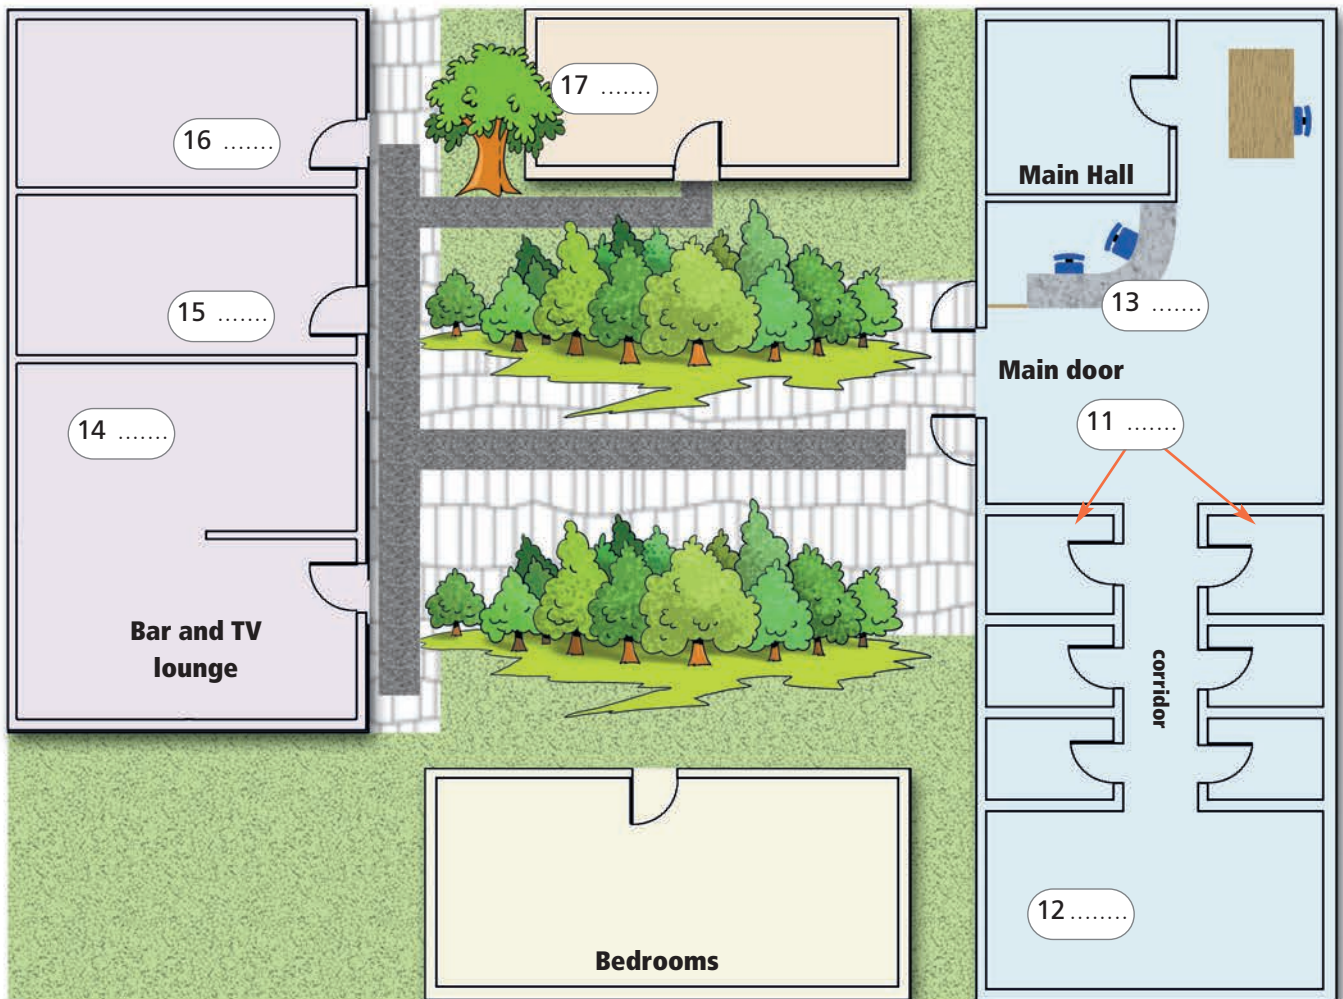 17 .......
16 .......
Main Hall
15 .......
13 .......
Main door
14 .......
11 .......
Bar and TV
lounge
corridor
12 ........
Bedrooms